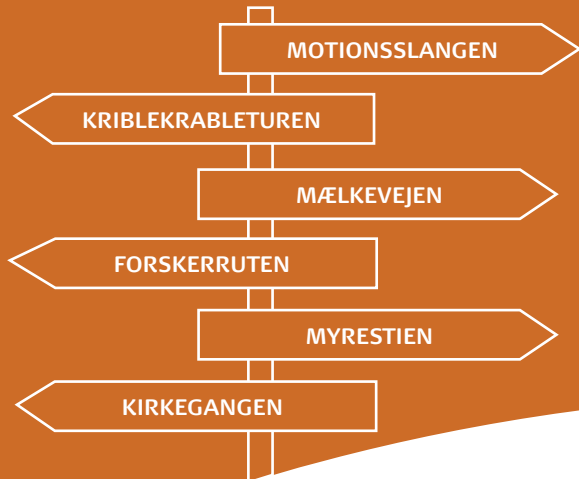 MOTIONSSLANGEN
KRIBLEKRABLETUREN
MÆLKEVEJEN
FORSKERRUTEN
MYRESTIEN
KIRKEGANGEN